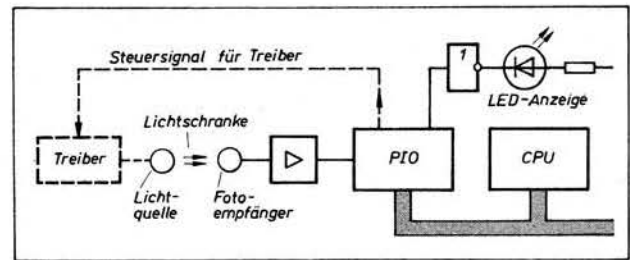 Steuersignal für Treiber
1
LED-Anzeige
Lichtschranke
Treiber
PIO
CPU
Licht-
quelle
Foto-
empfänger